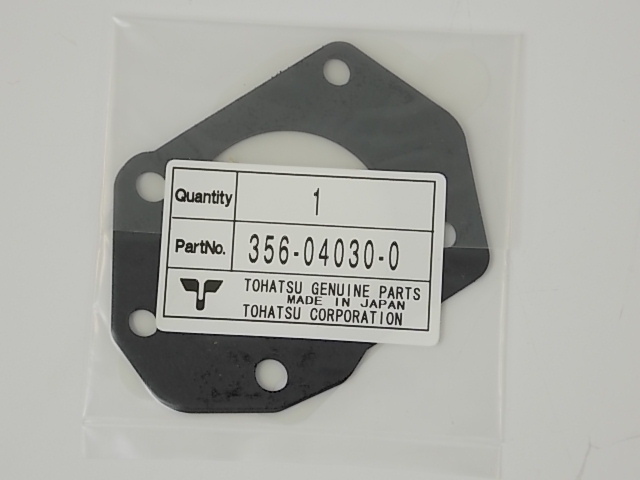 Quantity 1
PartNo. 356-04030-0
TOHATSU GENUINE PARTS
MADE IN JAPAN
TOHATSU CORPORATION